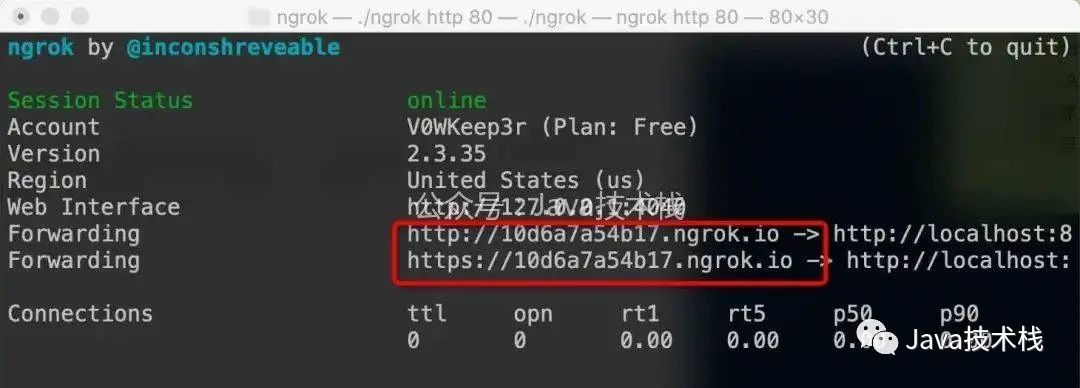 ngrok — ./ngrok http 80 — ./ngrok — ngrok http 80 — 80×30
ngrok by @inconshreveable (Ctrl+C to quit)
Session Status online
Account V0WKeep3r (Plan: Free)
Version 2.3.35
Region United States (us)
Web Interface http://127.0.0.1:4040
公众号：Java技术栈
Forwarding http://10d6a7a54b17.ngrok.io -> http://localhost:8
Forwarding https://10d6a7a54b17.ngrok.io -> http://localhost:
Connections ttl opn rt1 rt5 p50 p90
0 0 0.00 0.00
Java技术栈